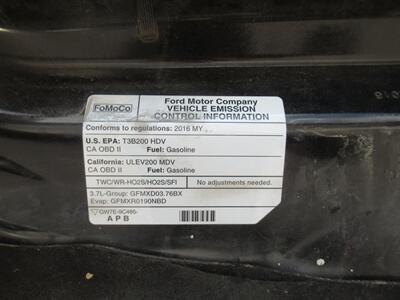 FoMoCo
Ford Motor Company
VEHICLE EMISSION
CONTROL INFORMATION
Conforms to regulations: 2016 MY
U.S. EPA: T3B200 HDV
CA OBD II Fuel: Gasoline
California: ULEV200 MDV
CA OBD II Fuel: Gasoline
TWC/WR-HO2S/HO2S/SFI No adjustments needed.
3.7L-Group: GFMXD03.76BX
Evap: GFMXR0190NBD
GW7E-9C485-
A P B